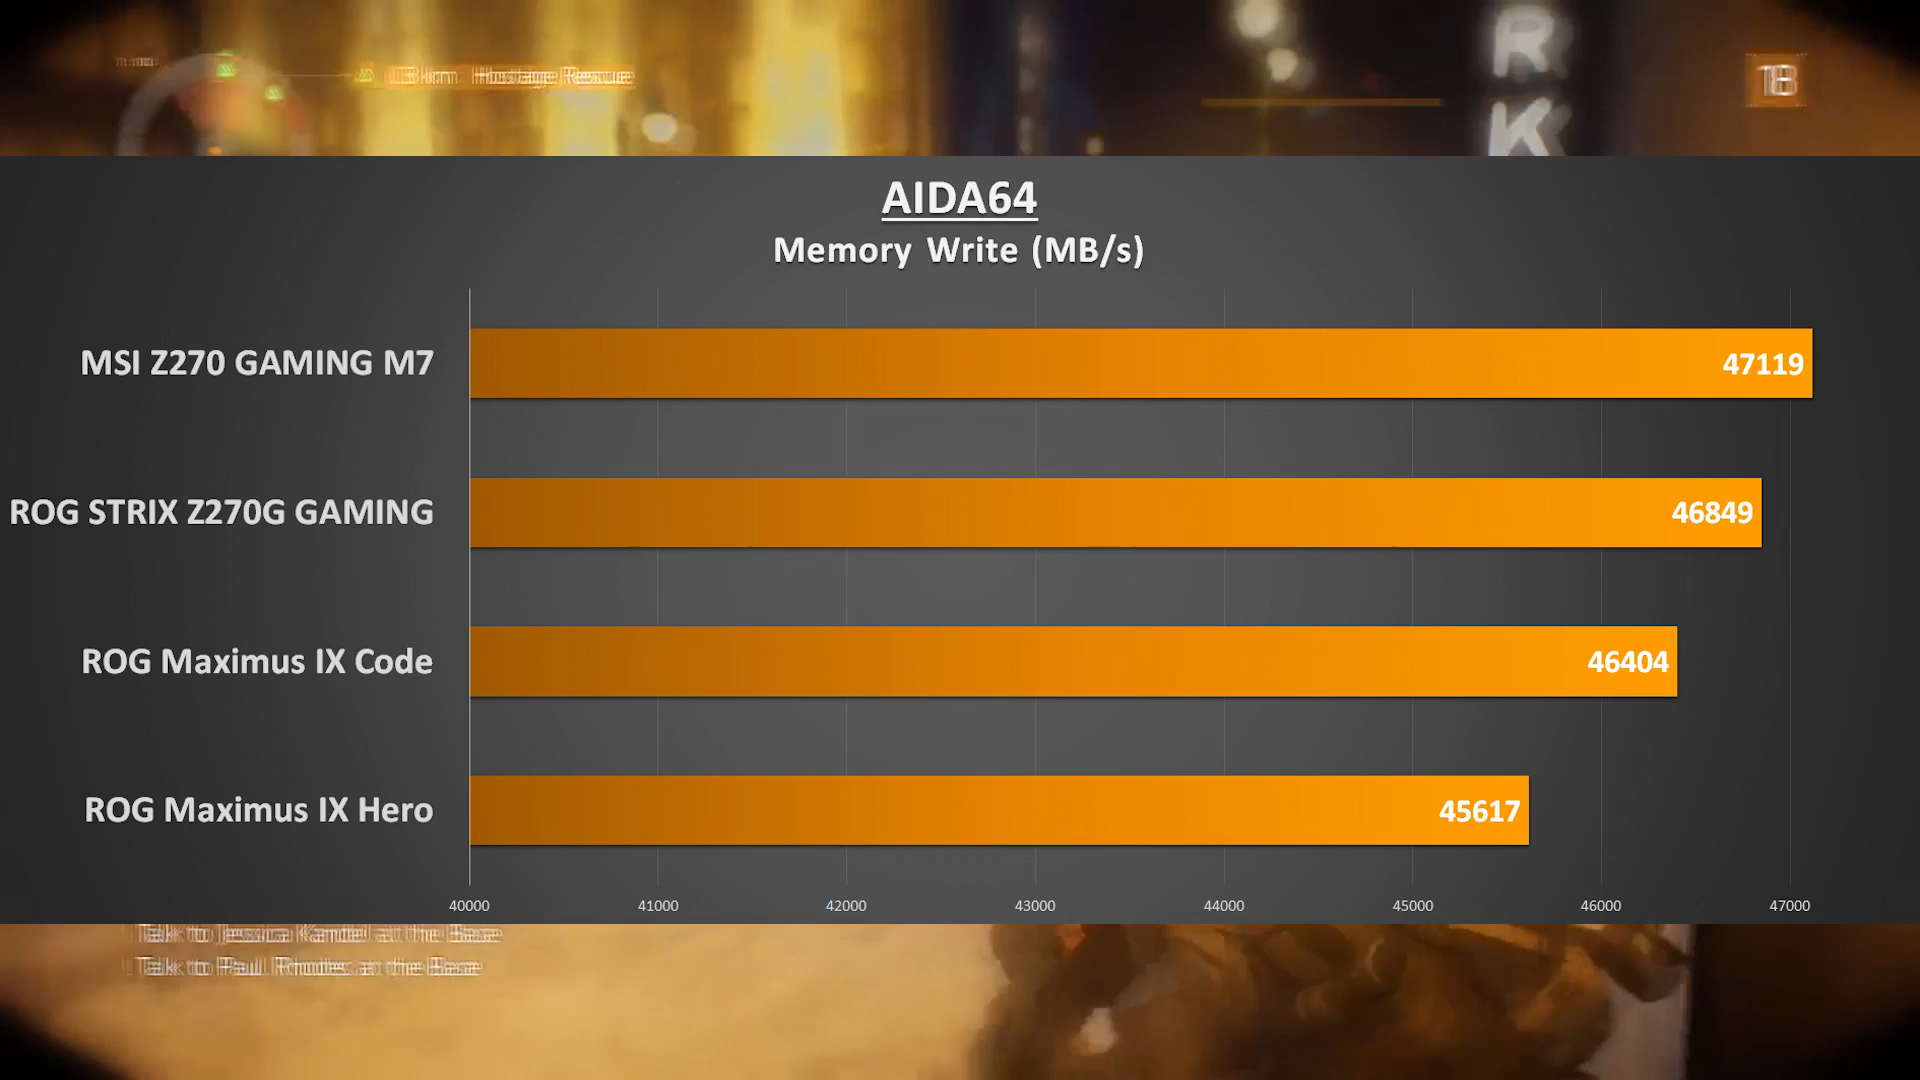 Hostage Rescue
R
K
AIDA64
Memory Write (MB/s)
MSI Z270 GAMING M7
47119
ROG STRIX Z270G GAMING
46849
ROG Maximus IX Code
46404
ROG Maximus IX Hero
45617
40000 41000 42000 43000 44000 45000 46000 47000
Talk to Jessica Kandel at the Base
Talk to Paul Rhodes at the Base